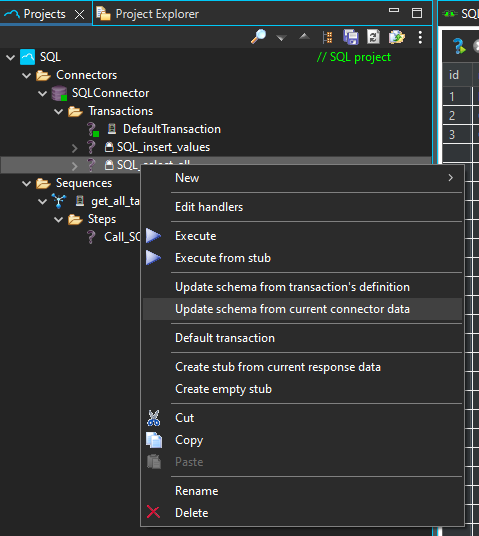 Projects
Project Explorer
SQL
SQL
// SQL project
id
Connectors
SQLConnector
1
Transactions
2
DefaultTransaction
3
SQL_insert_values
SQL_select_all
Sequences
get_all_ta
Steps
Call_SQ
New
Edit handlers
Execute
Execute from stub
Update schema from transaction's definition
Update schema from current connector data
Default transaction
Create stub from current response data
Create empty stub
Cut
Copy
Paste
Rename
Delete